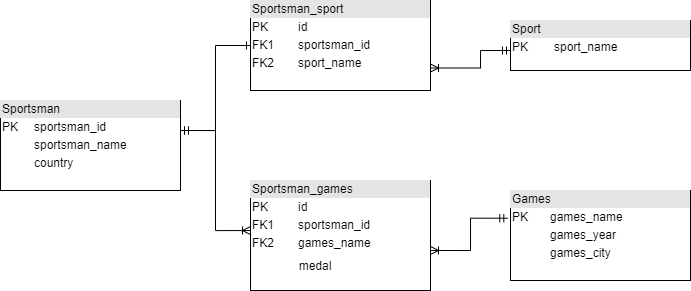 Sportsman_sport
PK id
FK1 sportsman_id
FK2 sport_name
Sport
PK sport_name
Sportsman
PK sportsman_id
sportsman_name
country
Sportsman_games
PK id
FK1 sportsman_id
FK2 games_name
medal
Games
PK games_name
games_year
games_city